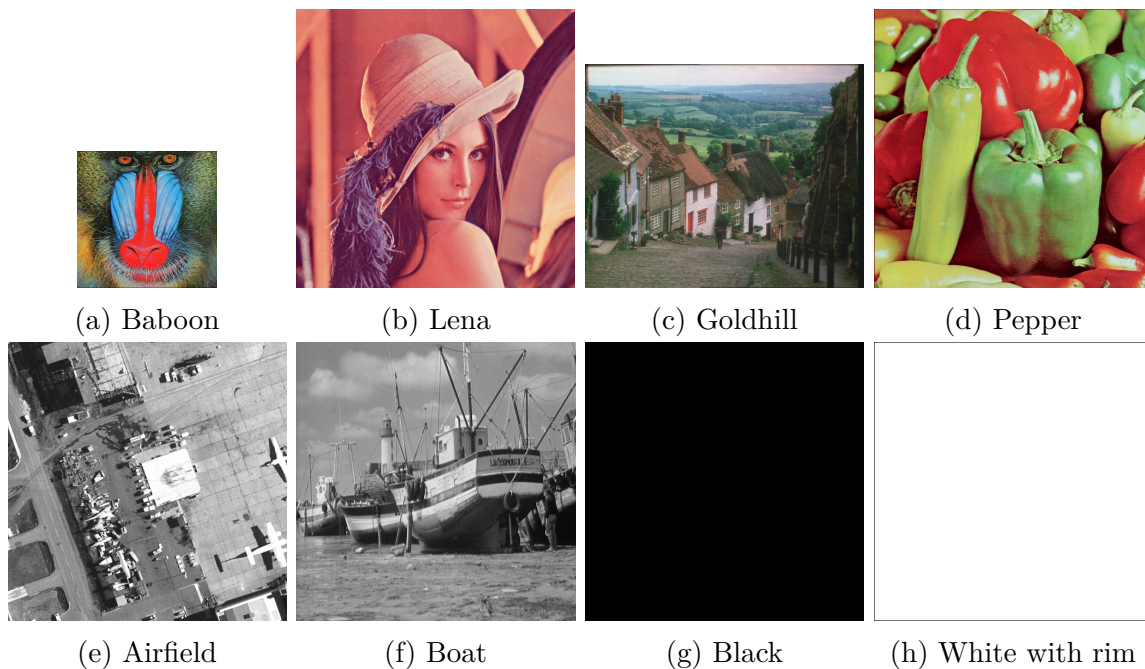 (a) Baboon
(b) Lena
(c) Goldhill
(d) Pepper
(e) Airfield
(f) Boat
(g) Black
(h) White with rim